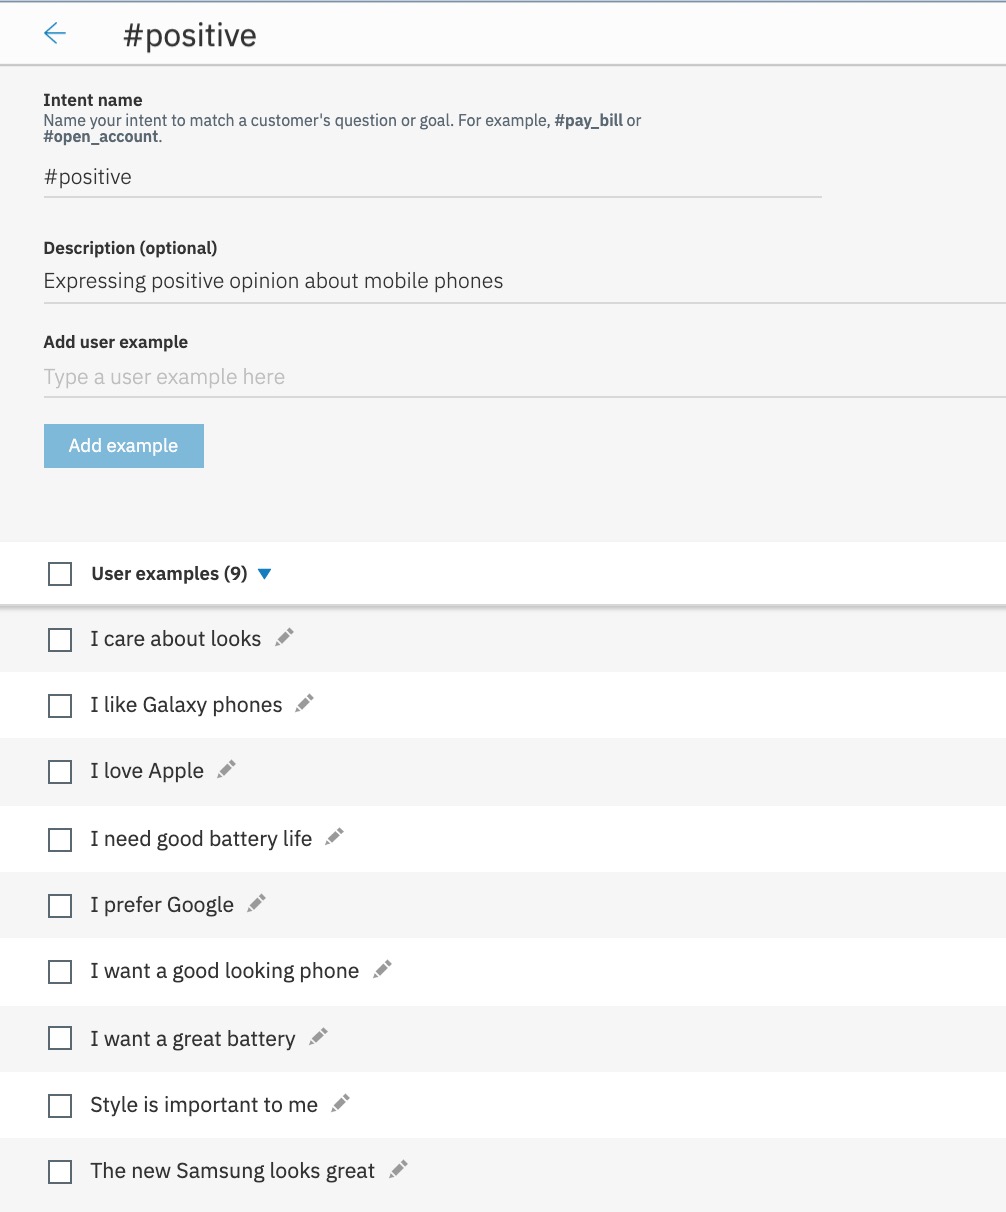 #positive
Intent name
Name your intent to match a customer's question or goal. For example, #pay_bill or
#open_account.
#positive
Description (optional)
Expressing positive opinion about mobile phones
Add user example
Type a user example here
Add example
User examples (9)
I care about looks
I like Galaxy phones
I love Apple
I need good battery life
I prefer Google
I want a good looking phone
I want a great battery
Style is important to me
The new Samsung looks great